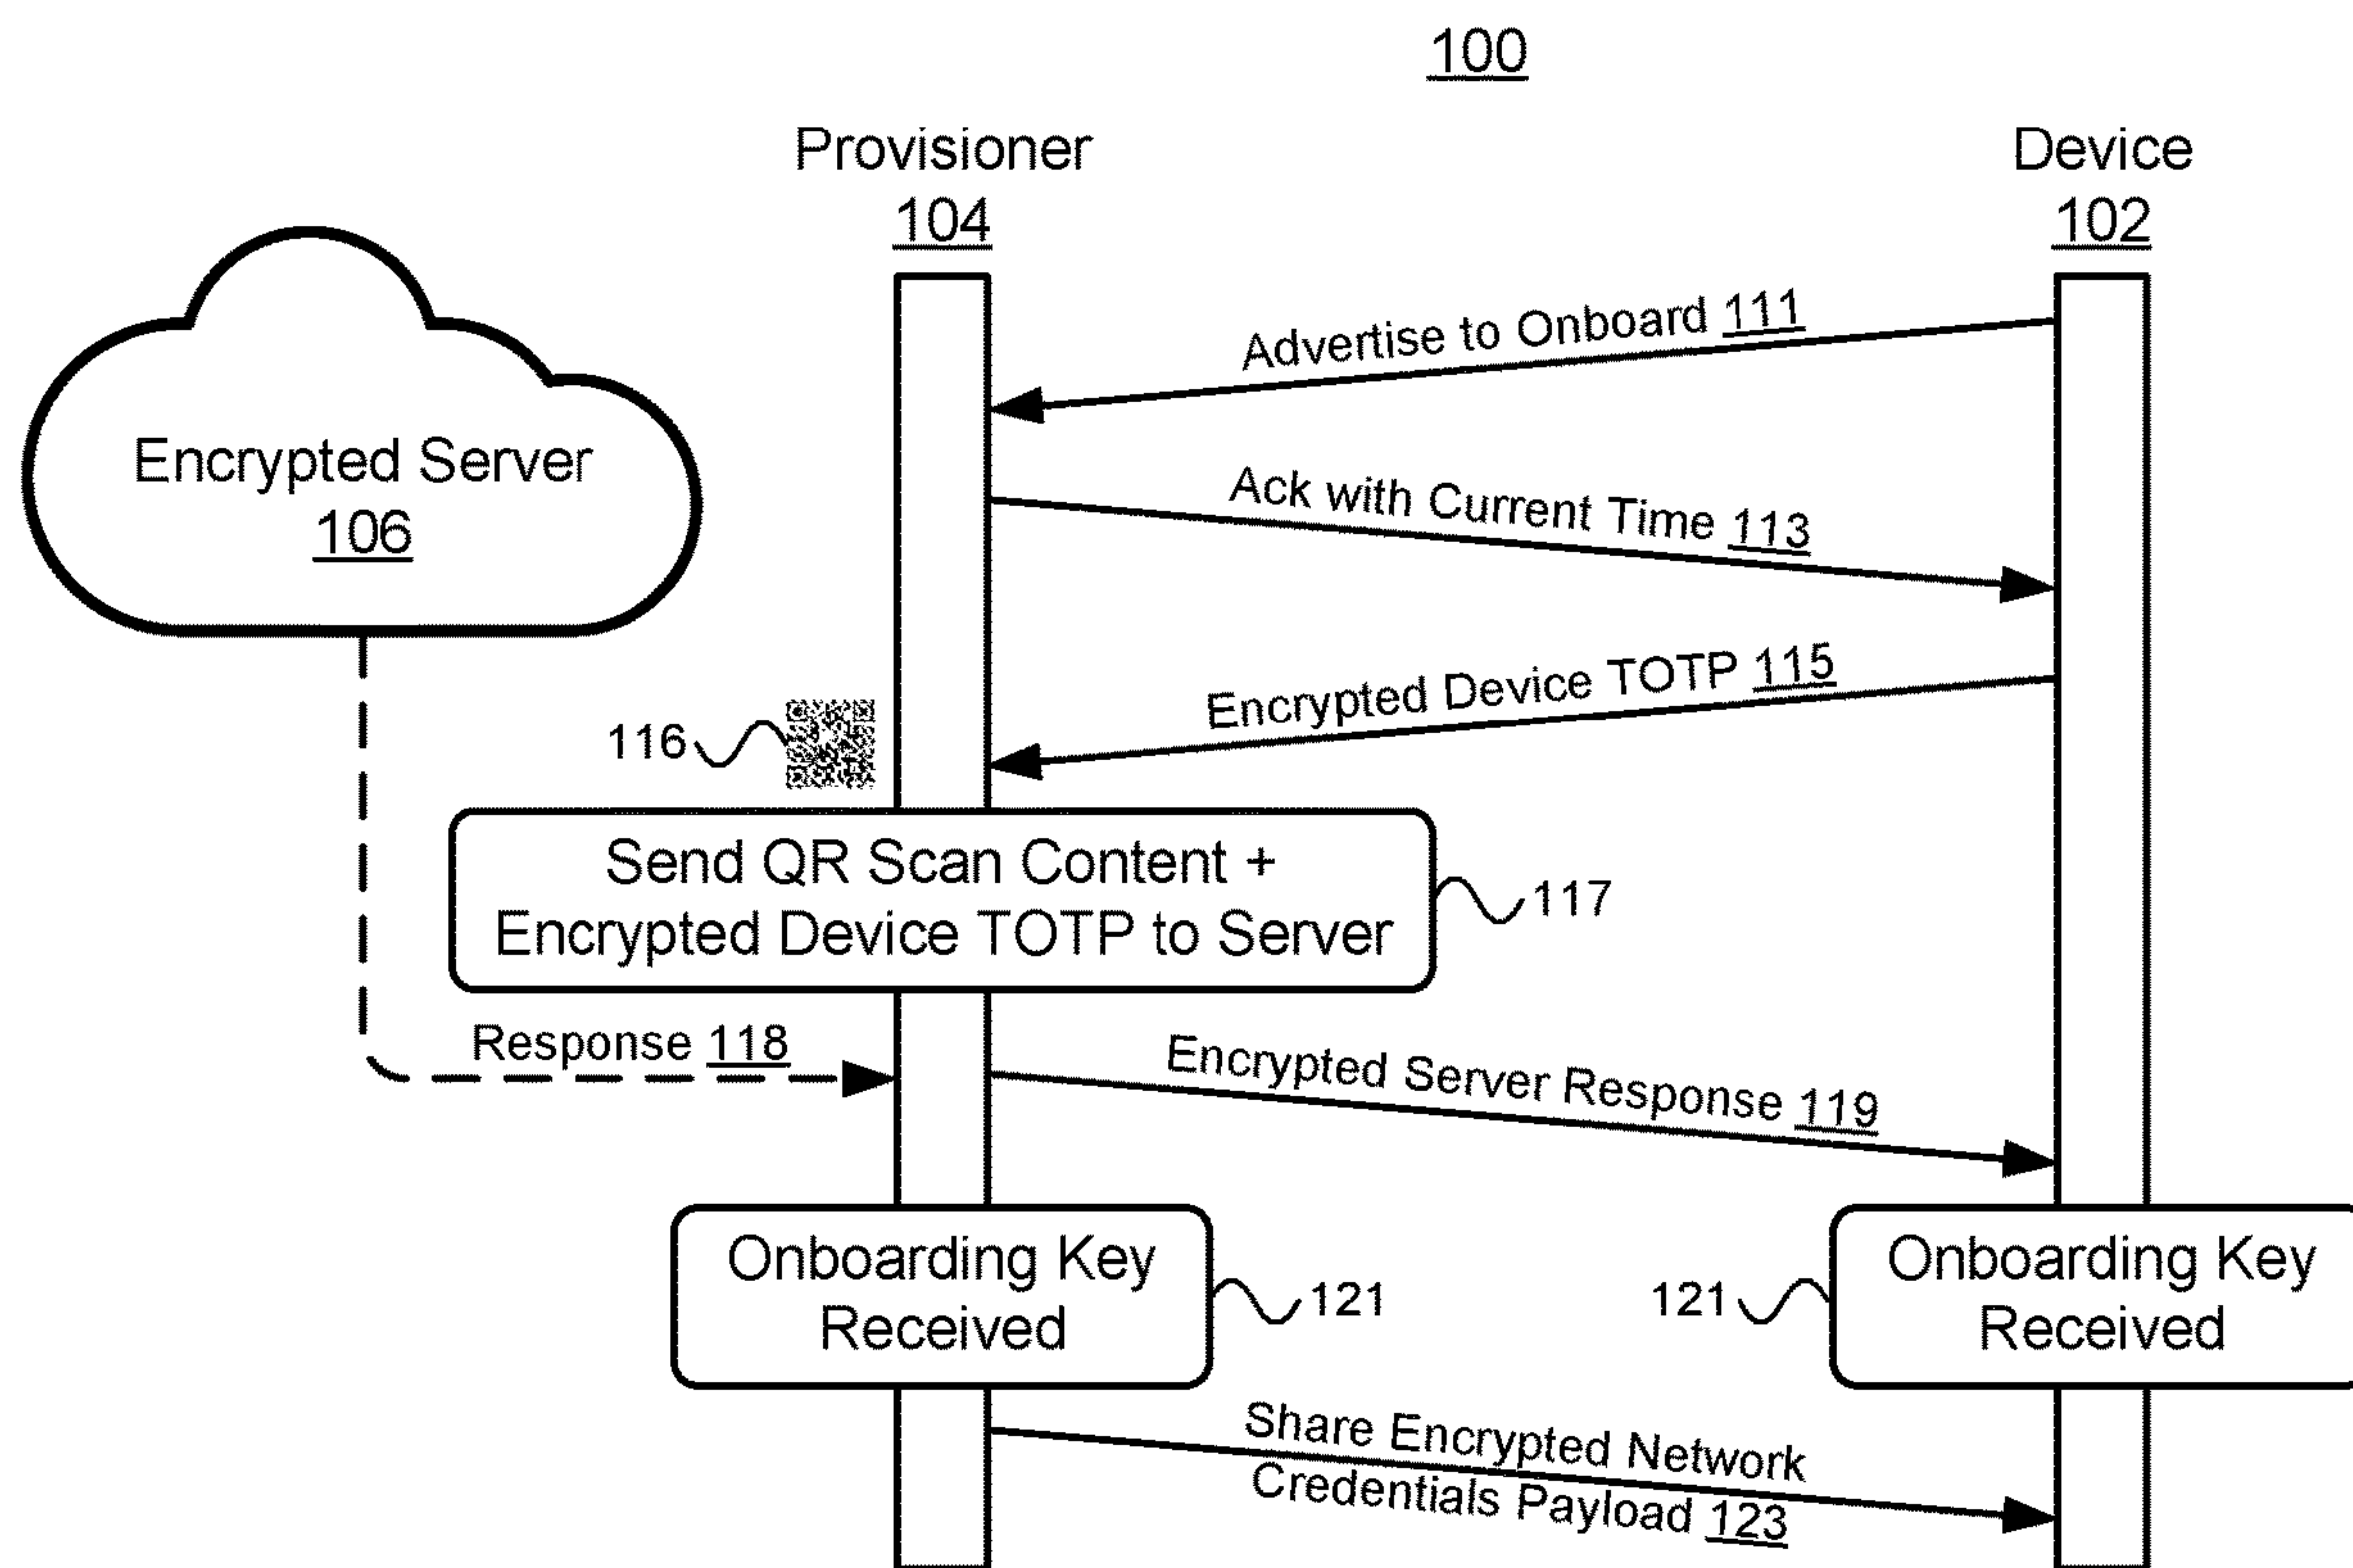 100
Provisioner
104
Device
102
Encrypted Server
106
Advertise to Onboard 111
Ack with Current Time 113
Encrypted Device TOTP 115
116
Send QR Scan Content +
Encrypted Device TOTP to Server
117
Response 118
Encrypted Server Response 119
Onboarding Key
Received
121
121
Onboarding Key
Received
Share Encrypted Network
Credentials Payload 123